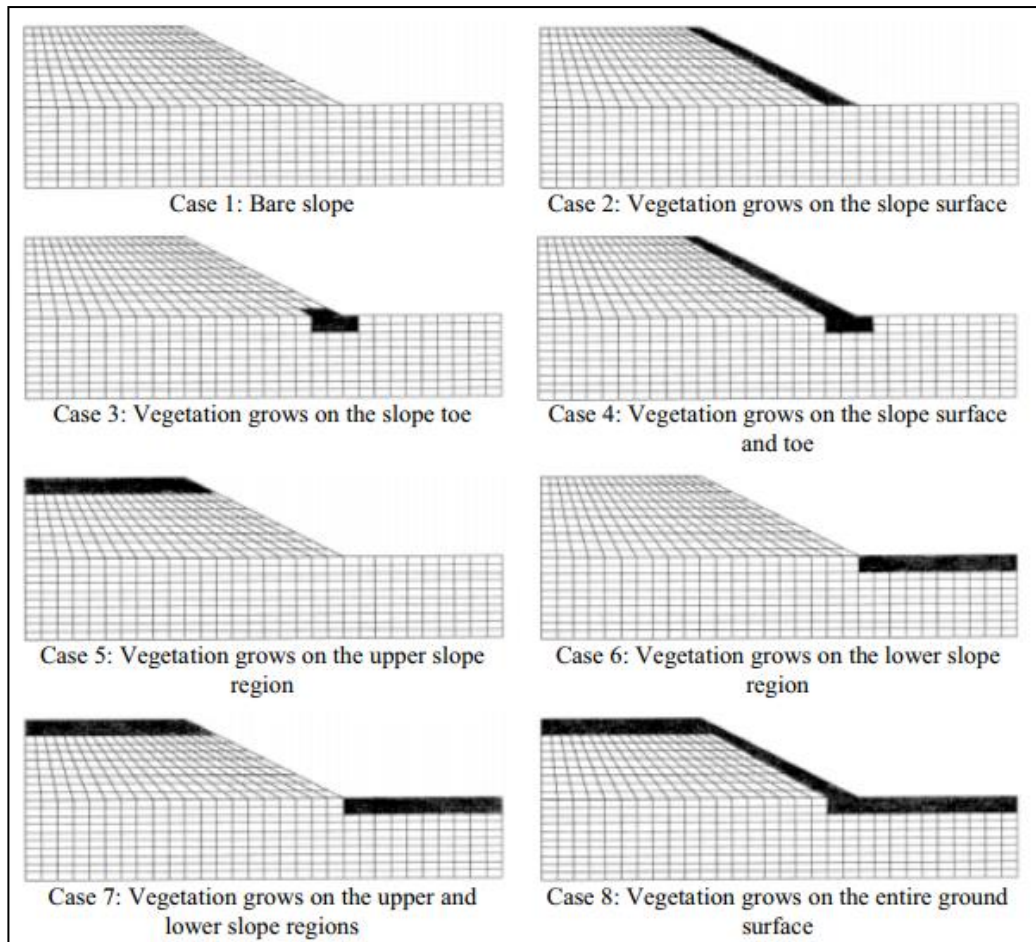 Case 1: Bare slope
Case 2: Vegetation grows on the slope surface
Case 3: Vegetation grows on the slope toe
Case 4: Vegetation grows on the slope surface
and toe
Case 5: Vegetation grows on the upper slope
region
Case 6: Vegetation grows on the lower slope
region
Case 7: Vegetation grows on the upper and
lower slope regions
Case 8: Vegetation grows on the entire ground
surface